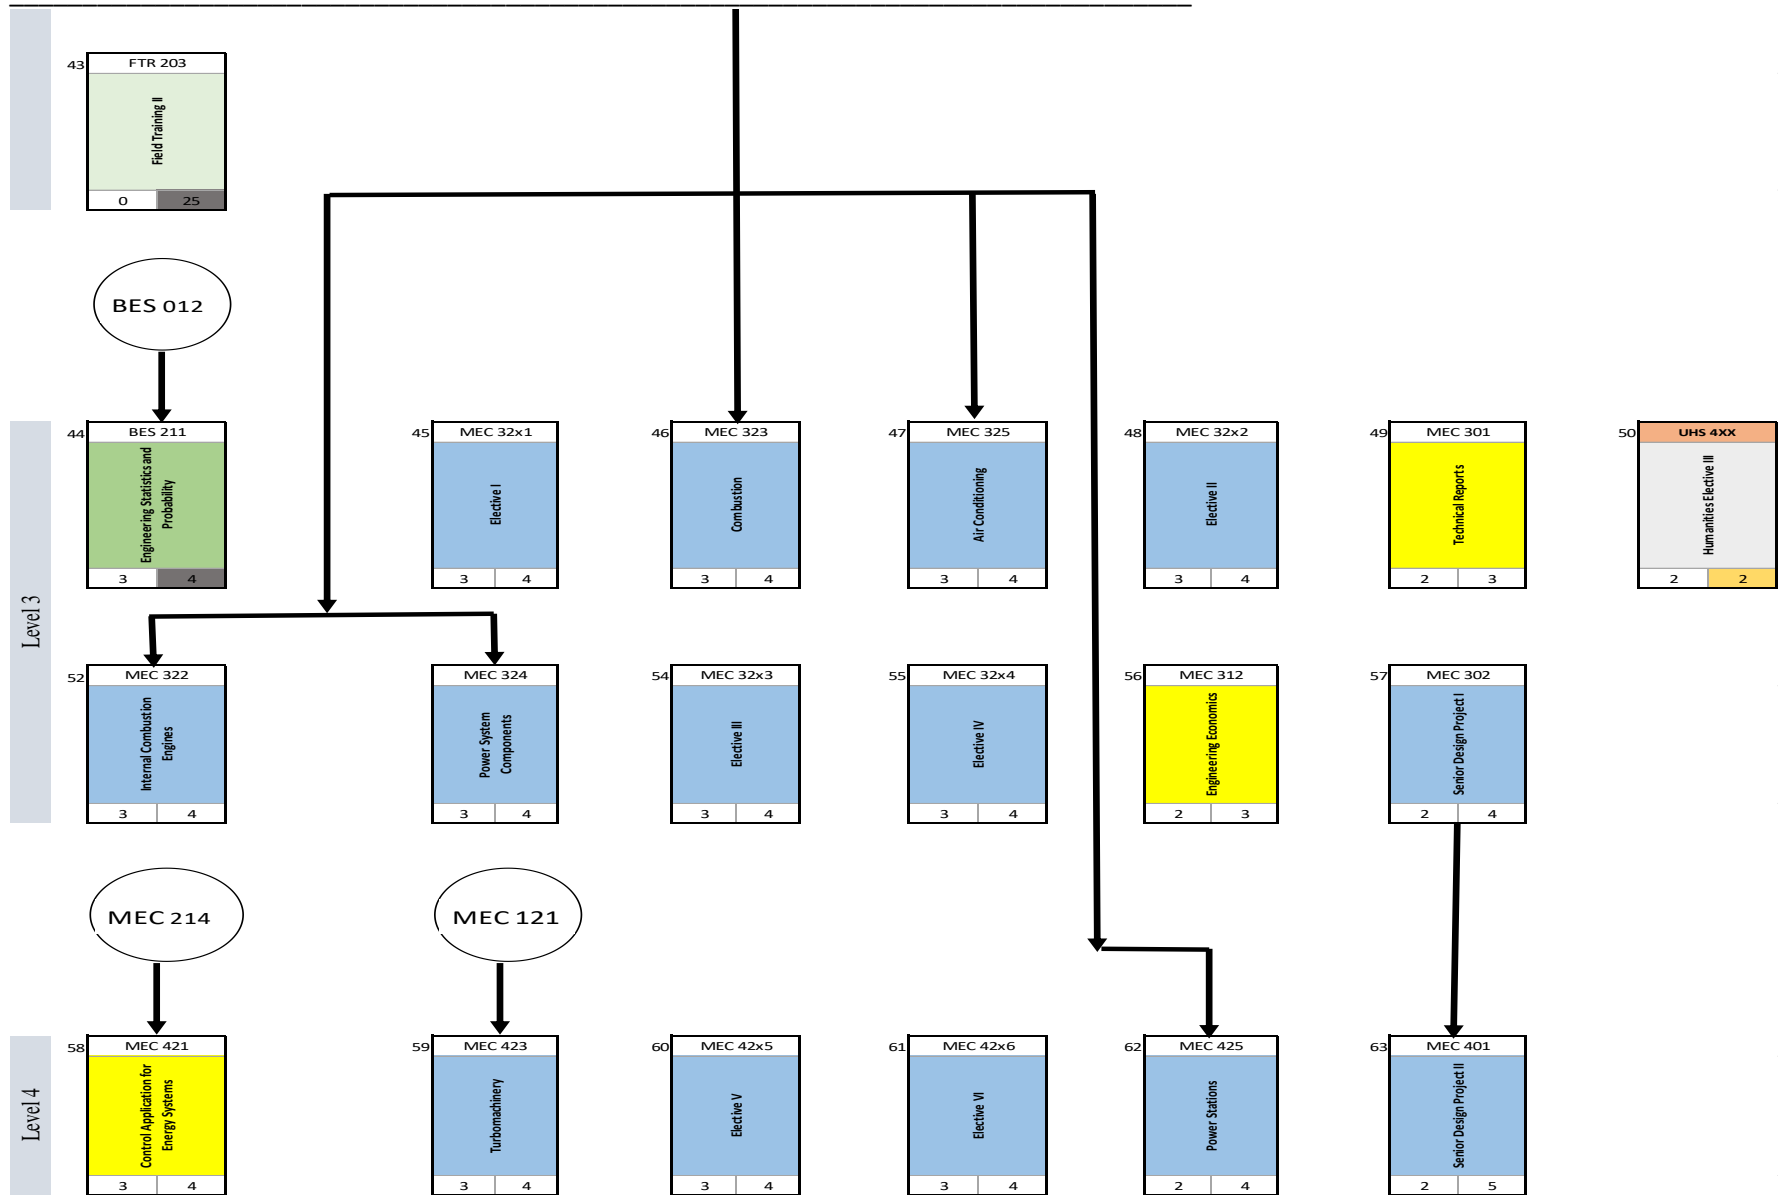 43
FTR 203
Field Training II
0 25
BES 012
44
BES 211
Engineering Statistics and
Probability
3 4
45
MEC 32x1
Elective I
3 4
46
MEC 323
Combustion
3 4
47
MEC 325
Air Conditioning
3 4
48
MEC 32x2
Elective II
3 4
49
MEC 301
Technical Reports
2 3
50
UHS 4XX
Humanities Elective III
2 2
Level 3
52
MEC 322
Internal Combustion
Engines
3 4
MEC 324
Power System
Components
3 4
54
MEC 32x3
Elective III
3 4
55
MEC 32x4
Elective IV
3 4
56
MEC 312
Engineering Economics
2 3
57
MEC 302
Senior Design Project I
2 4
MEC 214
MEC 121
Level 4
58
MEC 421
Control Application for
Energy Systems
3 4
59
MEC 423
Turbomachinery
3 4
60
MEC 42x5
Elective V
3 4
61
MEC 42x6
Elective VI
3 4
62
MEC 425
Power Stations
2 4
63
MEC 401
Senior Design Project II
2 5